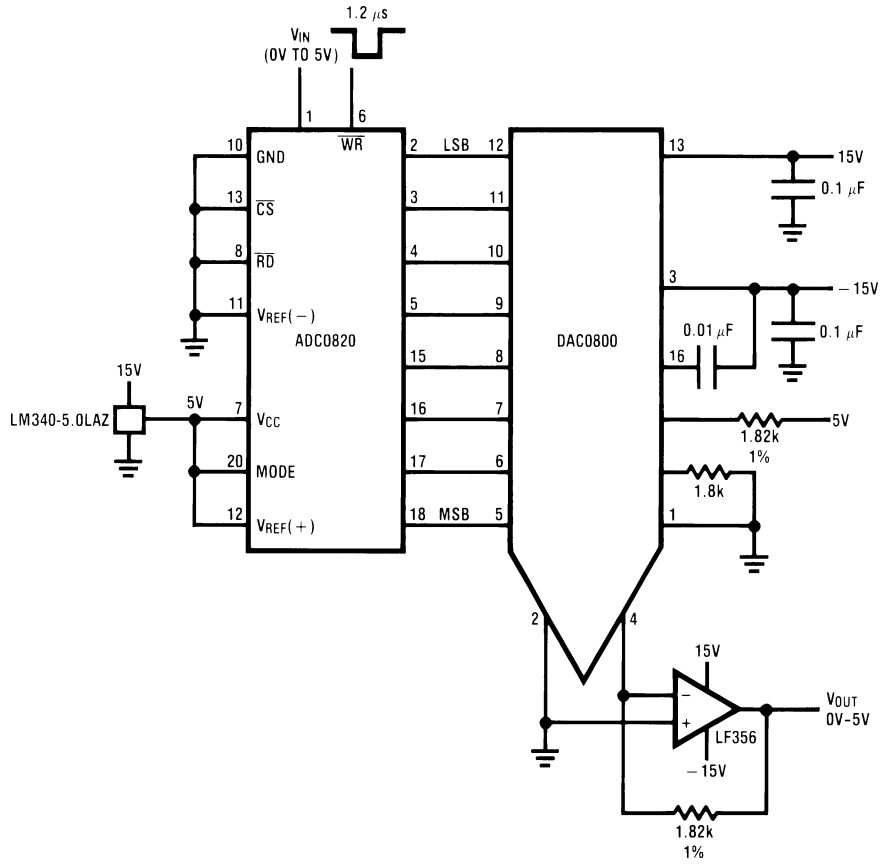 1.2 μs
VIN
(0V TO 5V)
1
6
WR
10
GND
2
LSB
12
13
15V
0.1 μF
13
CS
3
11
8
RD
4
10
3
–15V
11
VREF(–)
5
9
ADC0820
DAC0800
0.01 μF
0.1 μF
15
8
16
15V
LM340-5.0LAZ
5V
7
VCC
16
7
5V
1.82k
1%
20
MODE
17
6
1.8k
12
VREF(+)
18
MSB
5
1
2
4
15V
–
+
LF356
–15V
VOUT
0V–5V
1.82k
1%